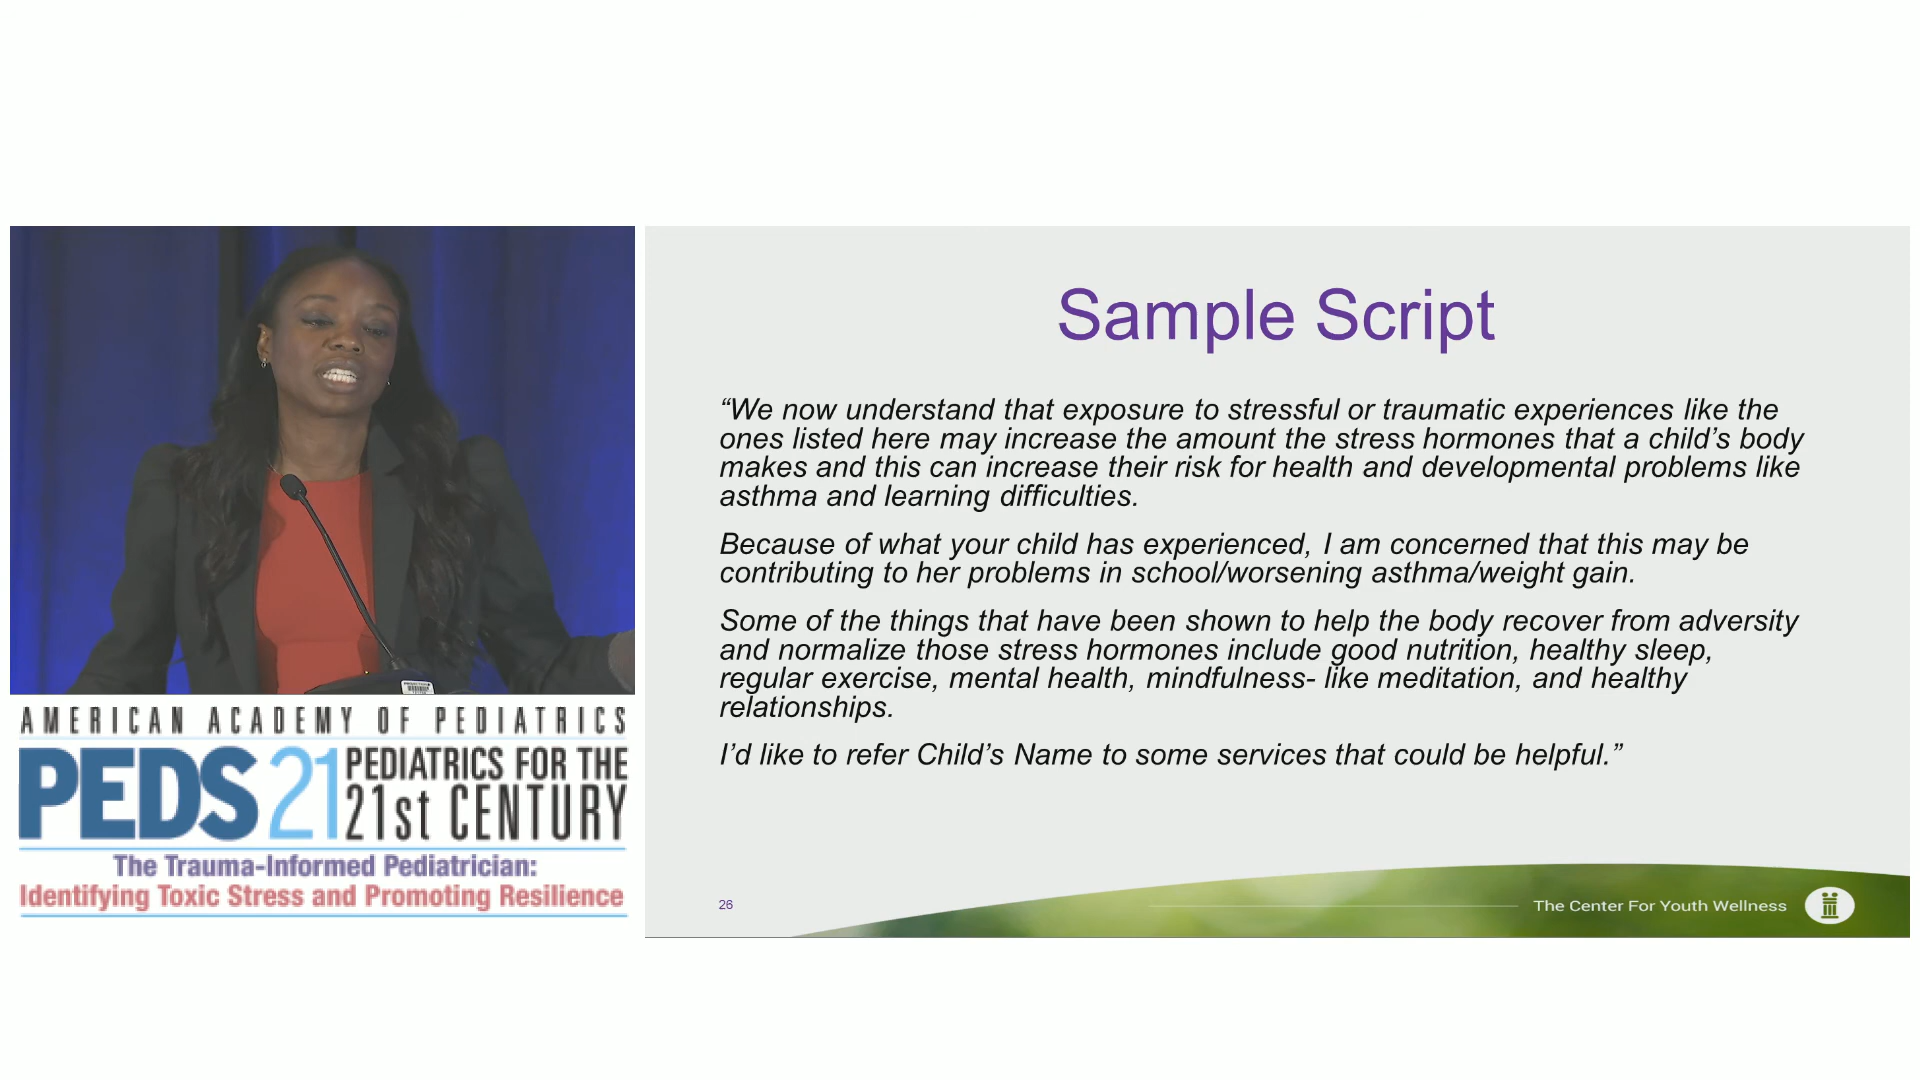 AMERICAN ACADEMY OF PEDIATRICS
PEDS 21 PEDIATRICS FOR THE
21st CENTURY
The Trauma-Informed Pediatrician:
Identifying Toxic Stress and Promoting Resilience
Sample Script
“We now understand that exposure to stressful or traumatic experiences like the
ones listed here may increase the amount the stress hormones that a child’s body
makes and this can increase their risk for health and developmental problems like
asthma and learning difficulties.
Because of what your child has experienced, I am concerned that this may be
contributing to her problems in school/worsening asthma/weight gain.
Some of the things that have been shown to help the body recover from adversity
and normalize those stress hormones include good nutrition, healthy sleep,
regular exercise, mental health, mindfulness- like meditation, and healthy
relationships.
I’d like to refer Child’s Name to some services that could be helpful.”
26
The Center For Youth Wellness